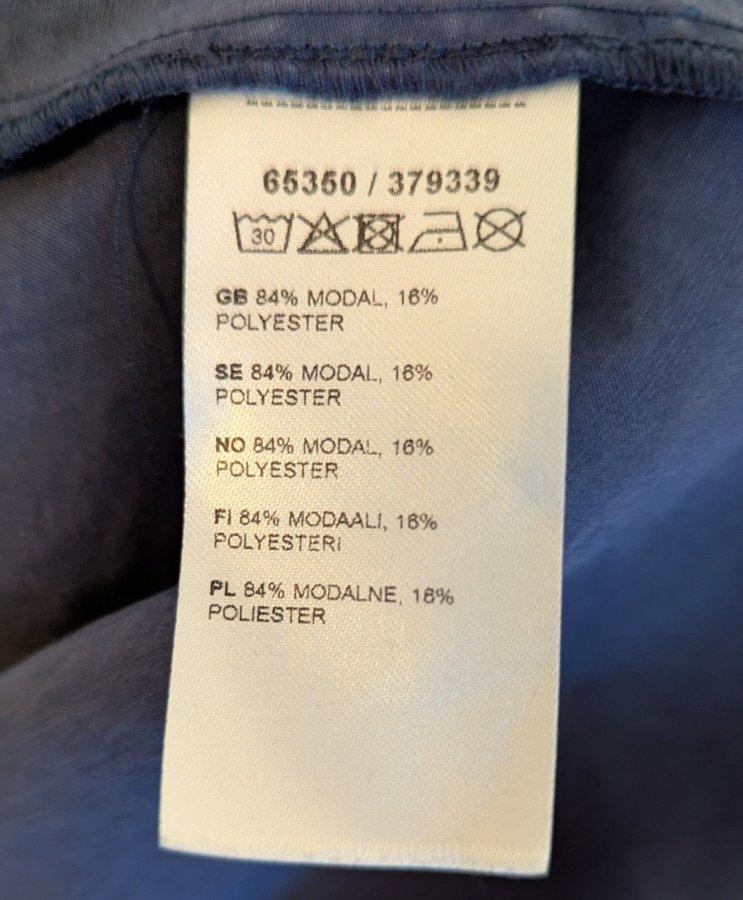 65350 / 379339
30
GB 84% MODAL, 16%
POLYESTER
SE 84% MODAL, 16%
POLYESTER
NO 84% MODAL, 16%
POLYESTER
FI 84% MODAALI, 16%
POLYESTERI
PL 84% MODALNE, 16%
POLIESTER